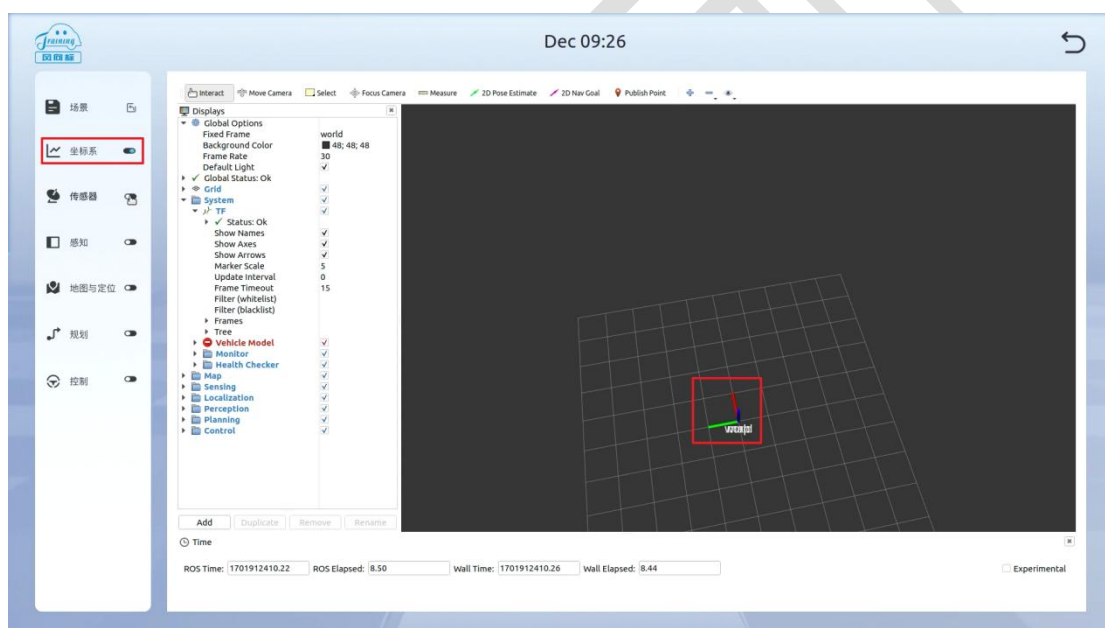 Training
Dec 09:26
场景
坐标系
传感器
感知
地图与定位
规划
控制
Interact Move Camera Select Focus Camera Measure 2D Pose Estimate 2D Nav Goal Publish Point
Displays
Global Options
Fixed Frame world
Background Color 48; 48; 48
Frame Rate 30
Default Light
Global Status: Ok
Grid
System
TF
Status: Ok
Show Names
Show Axes
Show Arrows
Marker Scale 5
Update Interval 0
Frame Timeout 15
Filter (whitelist)
Filter (blacklist)
Frames
Tree
Vehicle Model
Monitor
Health Checker
Map
Sensing
Localization
Perception
Planning
Control
Add Duplicate Remove Rename
Time
ROS Time: 1701912410.22 ROS Elapsed: 8.50 Wall Time: 1701912410.26 Wall Elapsed: 8.44 Experimental